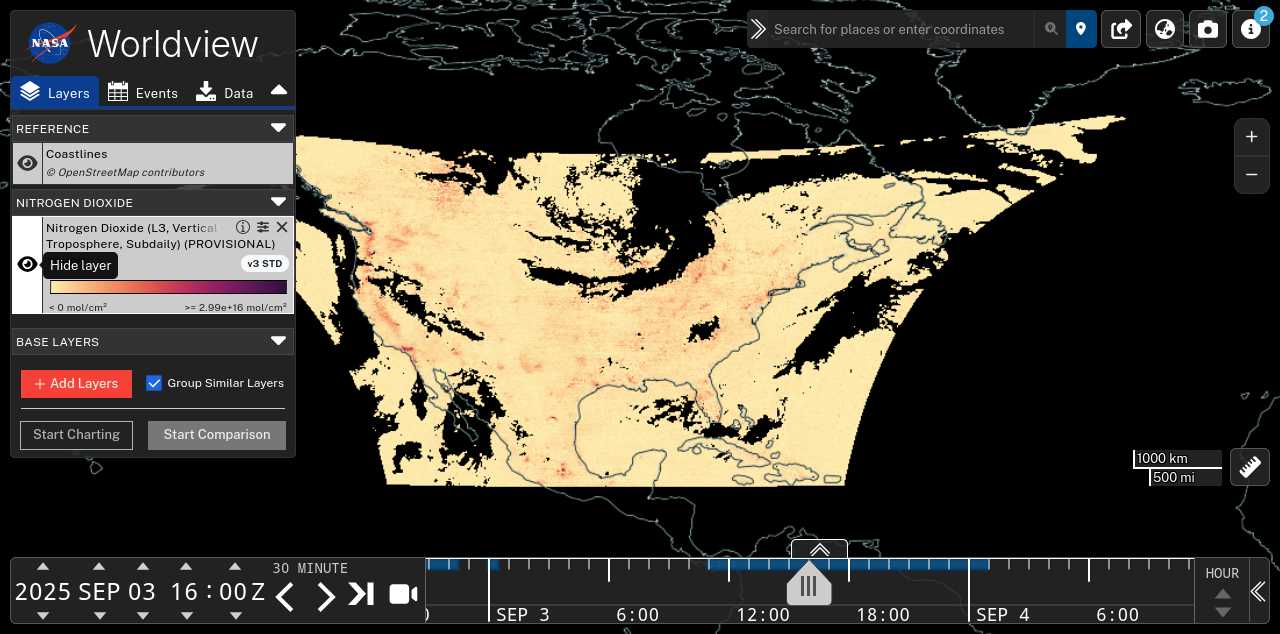 NASA
Worldview
Layers
Events
Data
REFERENCE
Coastlines
© OpenStreetMap contributors
NITROGEN DIOXIDE
Nitrogen Dioxide (L3, Vertical
Troposphere, Subdaily) (PROVISIONAL)
Hide layer
v3 STD
< 0 mol/cm²
>= 2.99e+16 mol/cm²
BASE LAYERS
+ Add Layers
Group Similar Layers
Start Charting
Start Comparison
Search for places or enter coordinates
2
+
−
1000 km
500 mi
2025 SEP 03 16 : 00 Z
30 MINUTE
SEP 3
6:00
12:00
18:00
SEP 4
6:00
HOUR